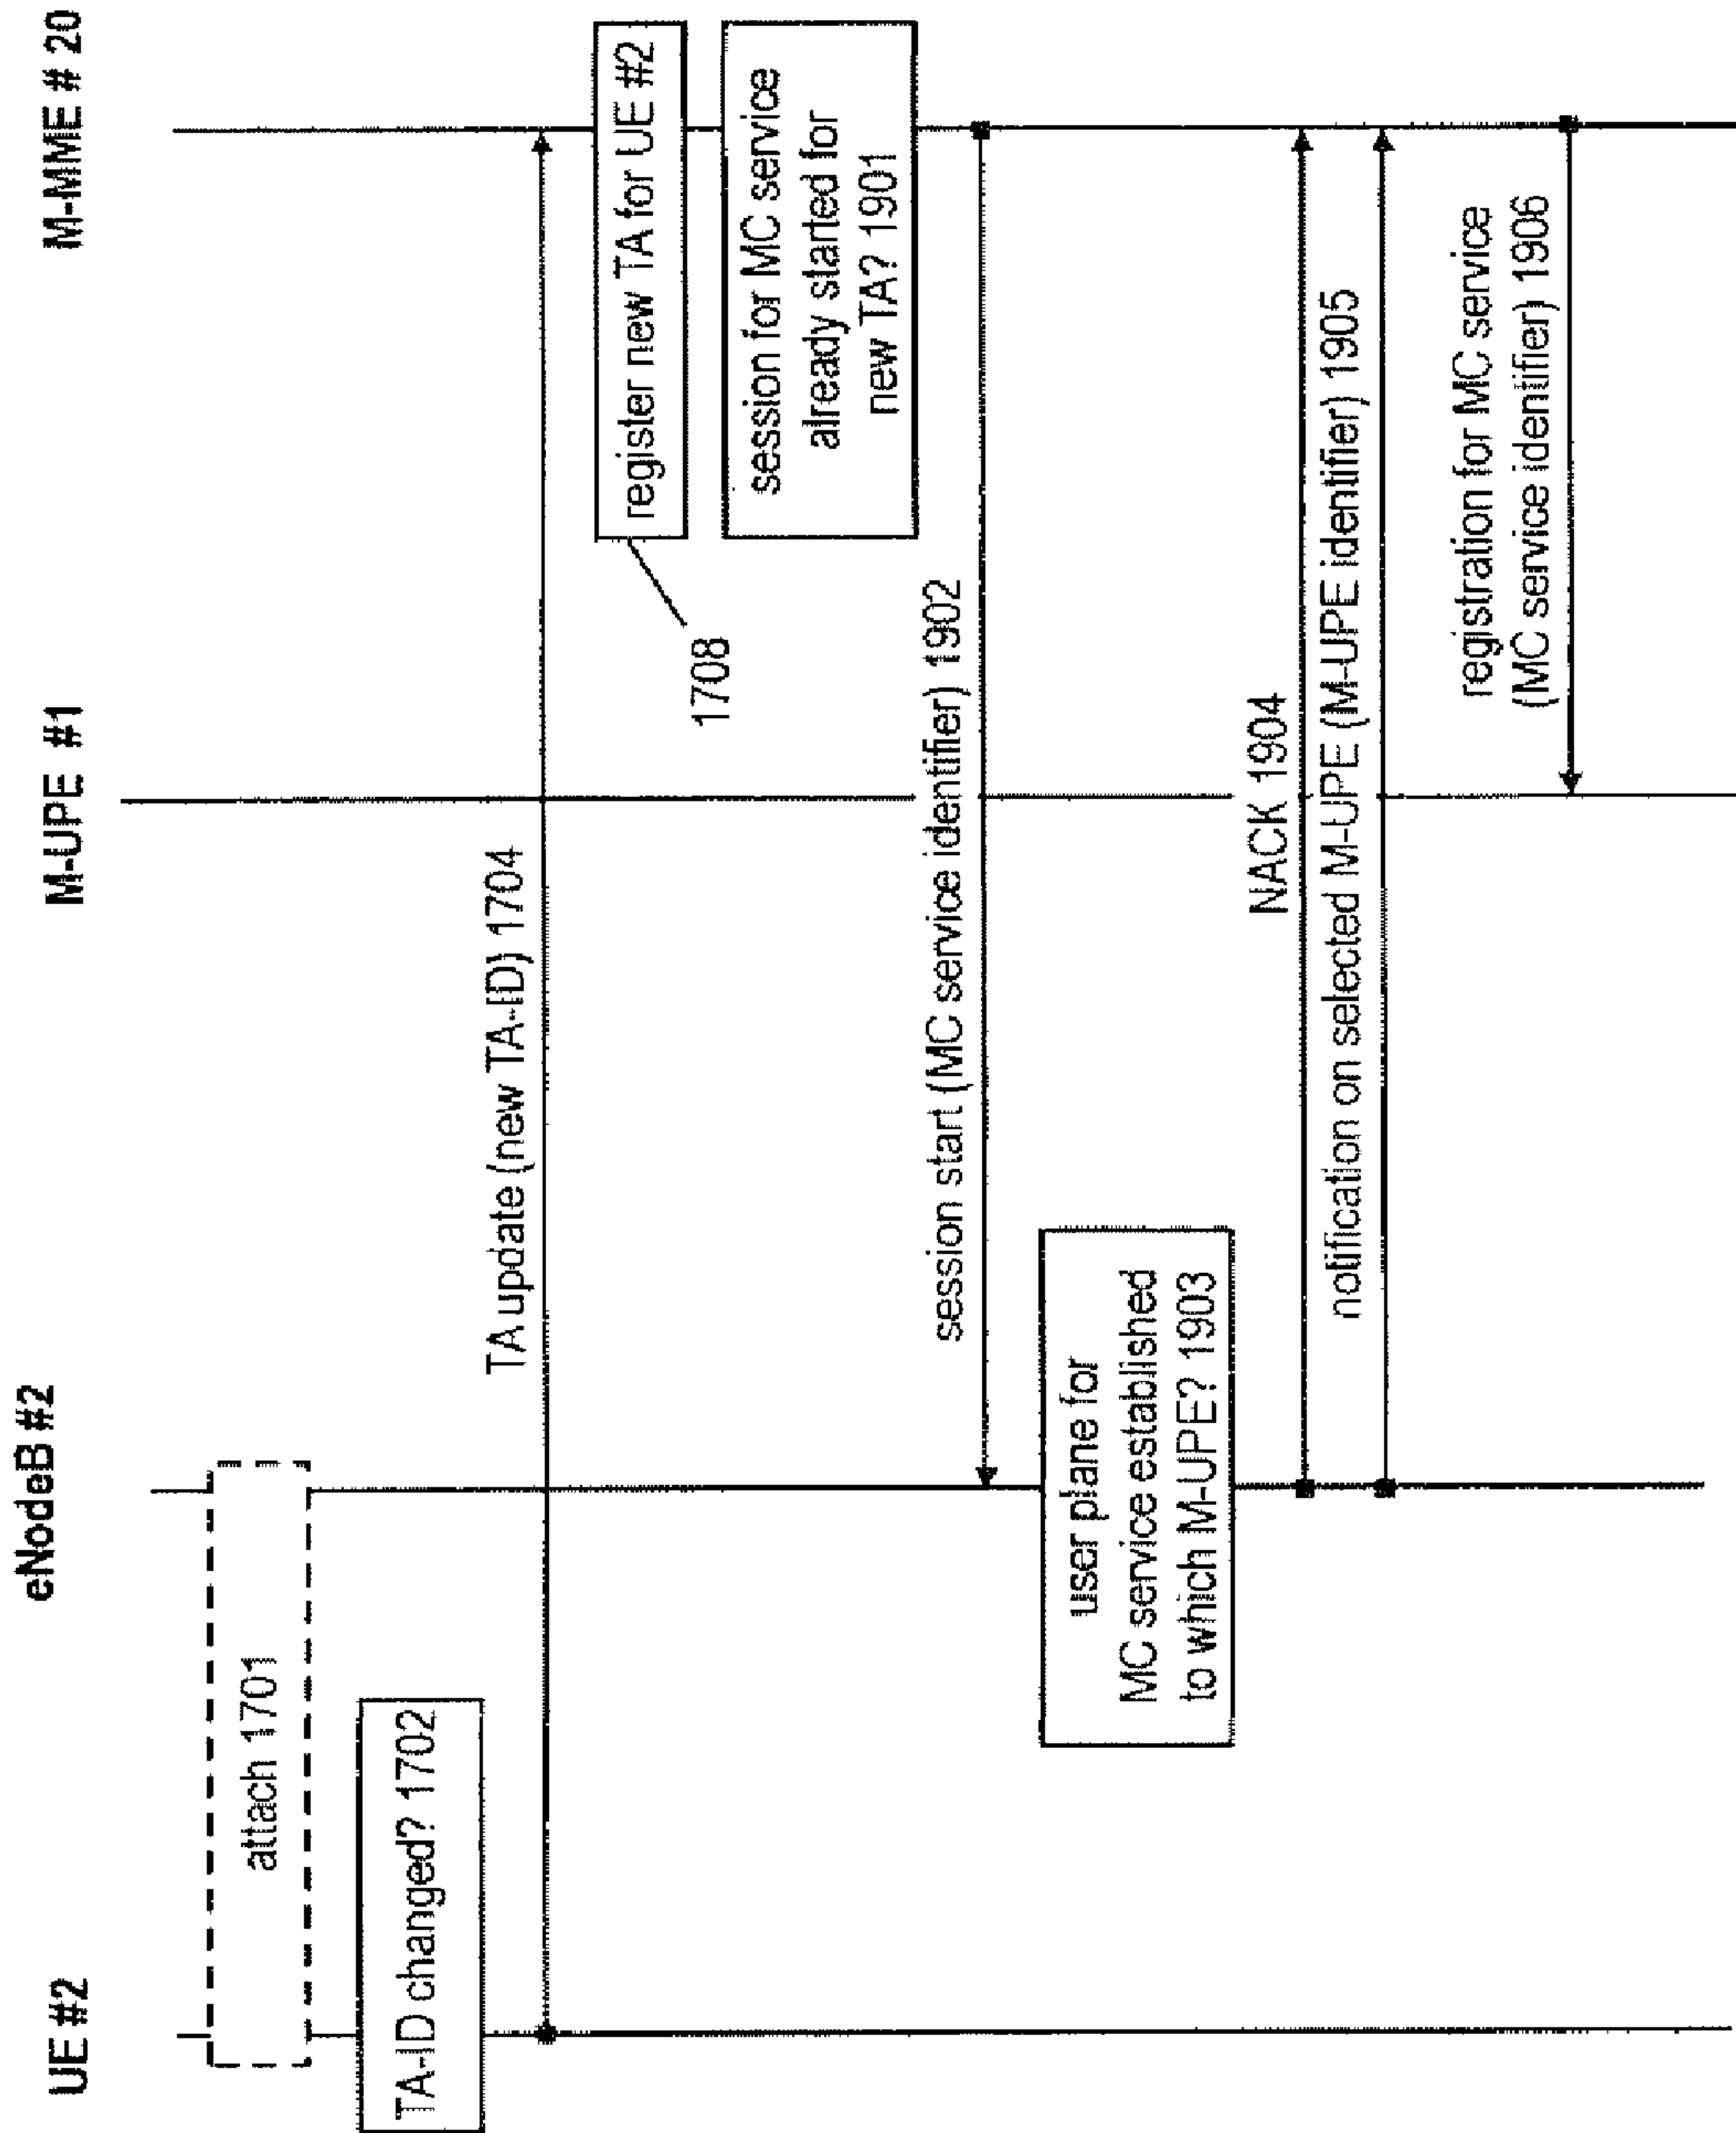 UE #2
eNodeB #2
M-UPE #1
M-MME # 20
attach 1701
TA-ID changed? 1702
TA update (new TA-ID) 1704
register new TA for UE #2
1708
session for MC service
already started for
new TA? 1901
session start (MC service identifier) 1902
user plane for
MC service established
to which M-UPE? 1903
NACK 1904
notification on selected M-UPE (M-UPE identifier) 1905
registration for MC service
(MC service identifier) 1906